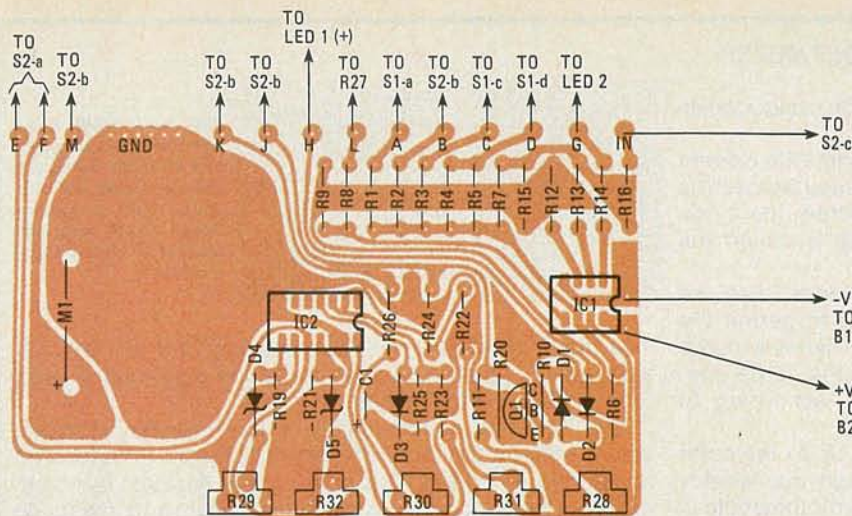 TO S2-a
TO S2-b
TO S2-b
TO S2-b
TO LED 1 (+)
TO R27
TO S1-a
TO S2-b
TO S1-c
TO S1-d
TO LED 2
TO S2-c
E F M GND K J H L A B C D G IN
R9 R8 R1 R2 R3 R4 R5 R7 R15 R12 R13 R14 R16
M1
+
IC2
R26
R24
R22
IC1
-V TO B1
+V TO B2
D4
R19
R21
D5
C1
+
D3
R25
R23
R11
R20
Q1
C
B
E
R10
D1
D2
R6
R29 R32 R30 R31 R28